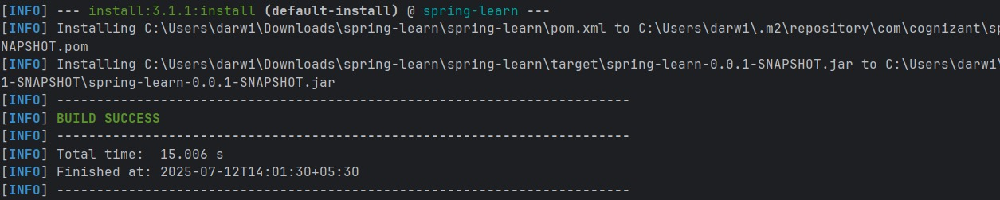 [INFO] --- install:3.1.1:install (default-install) @ spring-learn ---
[INFO] Installing C:\Users\darwi\Downloads\spring-learn\spring-learn\pom.xml to C:\Users\darwi\.m2\repository\com\cognizant\sp
NAPSHOT.pom
[INFO] Installing C:\Users\darwi\Downloads\spring-learn\spring-learn\target\spring-learn-0.0.1-SNAPSHOT.jar to C:\Users\darwi\
1-SNAPSHOT\spring-learn-0.0.1-SNAPSHOT.jar
[INFO] ------------------------------------------------------------------------
[INFO] BUILD SUCCESS
[INFO] ------------------------------------------------------------------------
[INFO] Total time:  15.006 s
[INFO] Finished at: 2025-07-12T14:01:30+05:30
[INFO] ------------------------------------------------------------------------